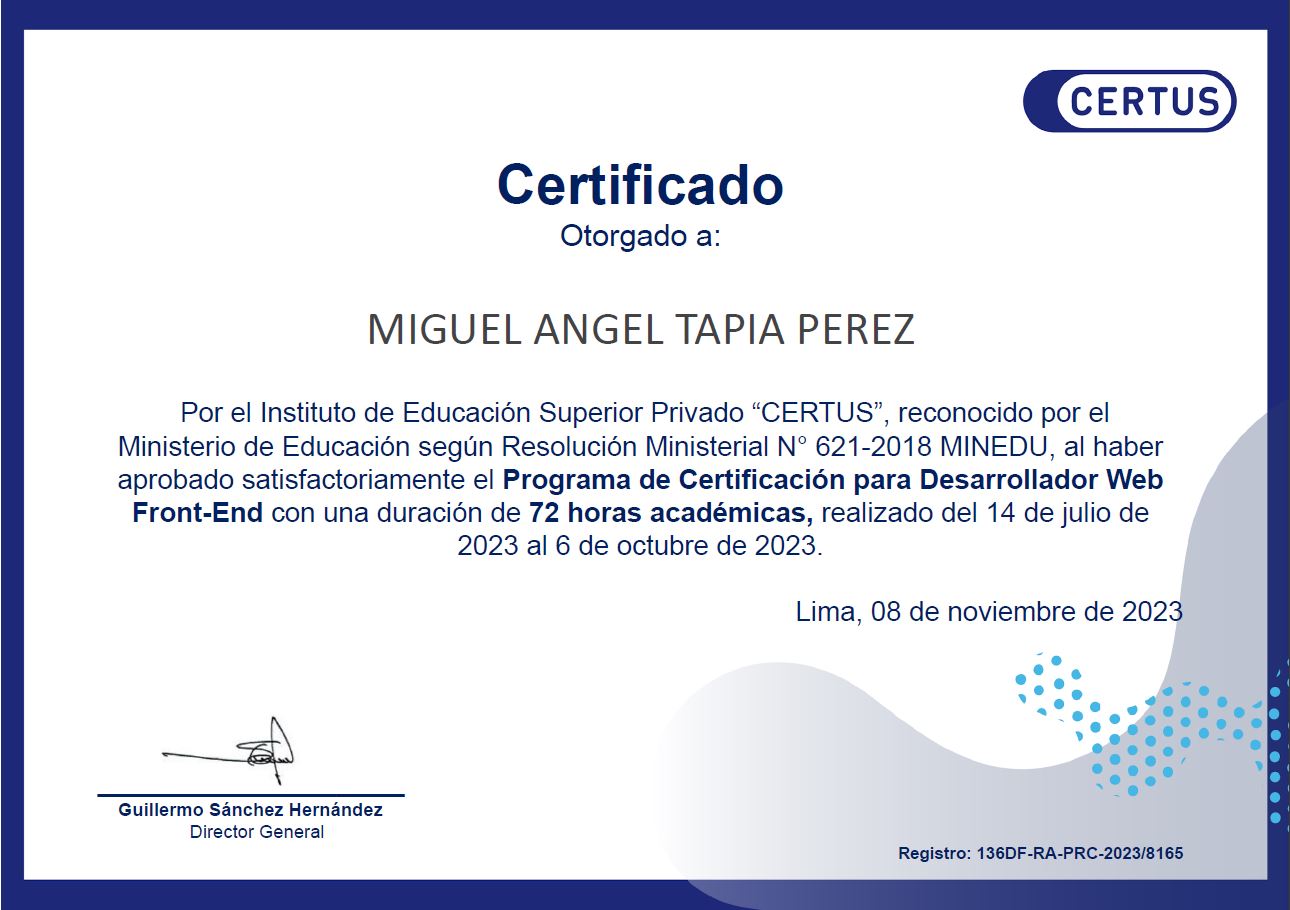 CERTUS
Certificado
Otorgado a:
MIGUEL ANGEL TAPIA PEREZ
Por el Instituto de Educación Superior Privado “CERTUS”, reconocido por el
Ministerio de Educación según Resolución Ministerial N° 621-2018 MINEDU, al haber
aprobado satisfactoriamente el Programa de Certificación para Desarrollador Web
Front-End con una duración de 72 horas académicas, realizado del 14 de julio de
2023 al 6 de octubre de 2023.
Lima, 08 de noviembre de 2023
Guillermo Sánchez Hernández
Director General
Registro: 136DF-RA-PRC-2023/8165